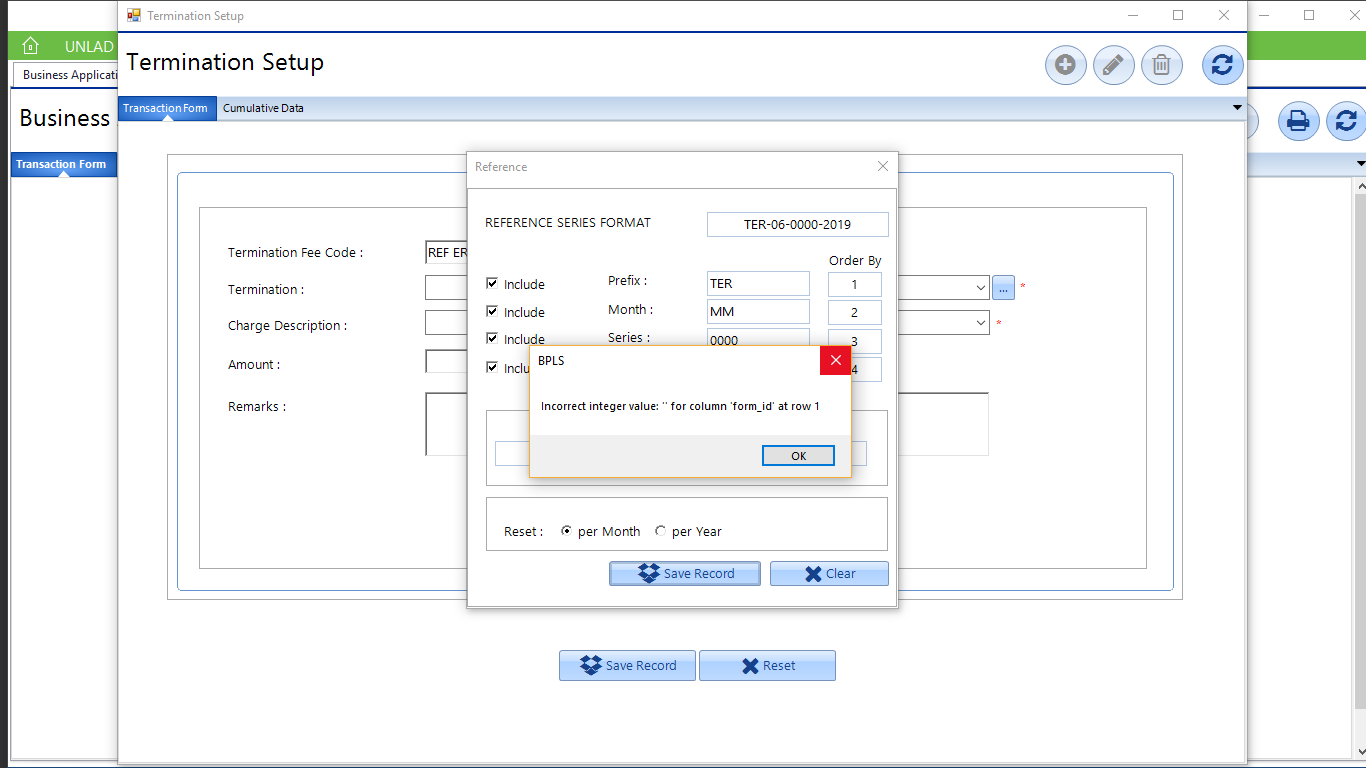 Termination Setup
UNLAD
Termination Setup
Business Applicati
Business
Transaction Form
Cumulative Data
Transaction Form
Reference
REFERENCE SERIES FORMAT
TER-06-0000-2019
Order By
Termination Fee Code :
REF ER
Include
Prefix :
TER
1
Termination :
...
*
Include
Month :
MM
2
Charge Description :
*
Include
Series :
0000
3
Amount :
Inclu
4
BPLS
Remarks :
Incorrect integer value: `` for column `form_id` at row 1
OK
Reset :
per Month
per Year
Save Record
Clear
Save Record
Reset